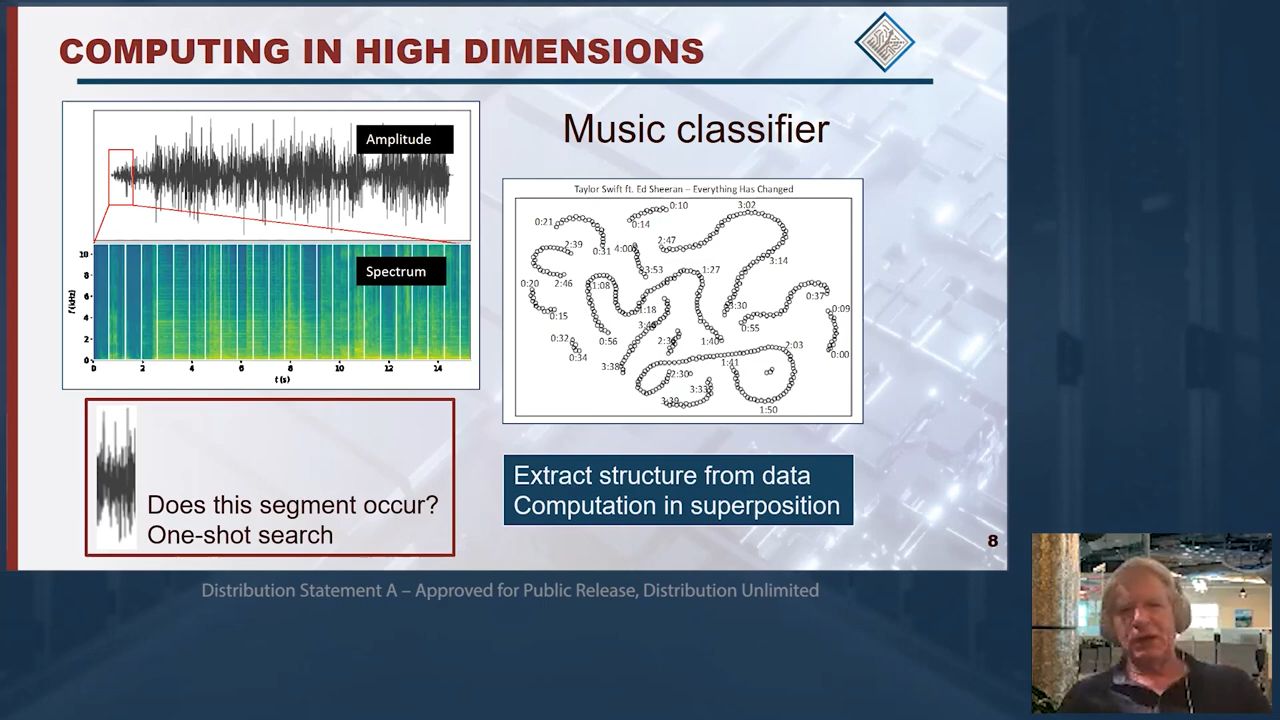 COMPUTING IN HIGH DIMENSIONS
Amplitude
Spectrum
10
8
6
4
2
0
f (kHz)
0 2 4 6 8 10 12 14
t (s)
Does this segment occur?
One-shot search
Music classifier
Taylor Swift ft. Ed Sheeran – Everything Has Changed
0:10
3:02
0:21
0:14
2:39
0:31
4:00
2:47
3:14
3:53
1:27
0:20
2:46
1:08
0:37
0:15
1:18
3:30
0:09
0:55
0:32
0:56
1:40
2:03
0:34
0:00
3:38
1:41
2:30
3:33
1:50
Extract structure from data
Computation in superposition
8
Distribution Statement A – Approved for Public Release, Distribution Unlimited